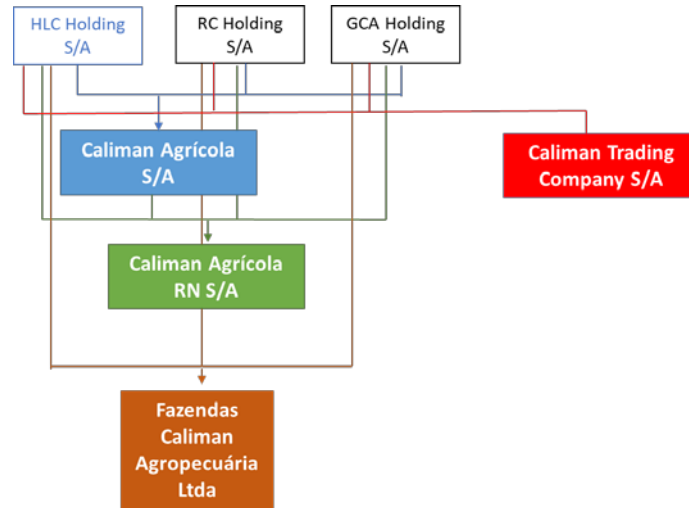 HLC Holding
S/A
RC Holding
S/A
GCA Holding
S/A
Caliman Agrícola
S/A
Caliman Trading
Company S/A
Caliman Agrícola
RN S/A
Fazendas
Caliman
Agropecuária
Ltda